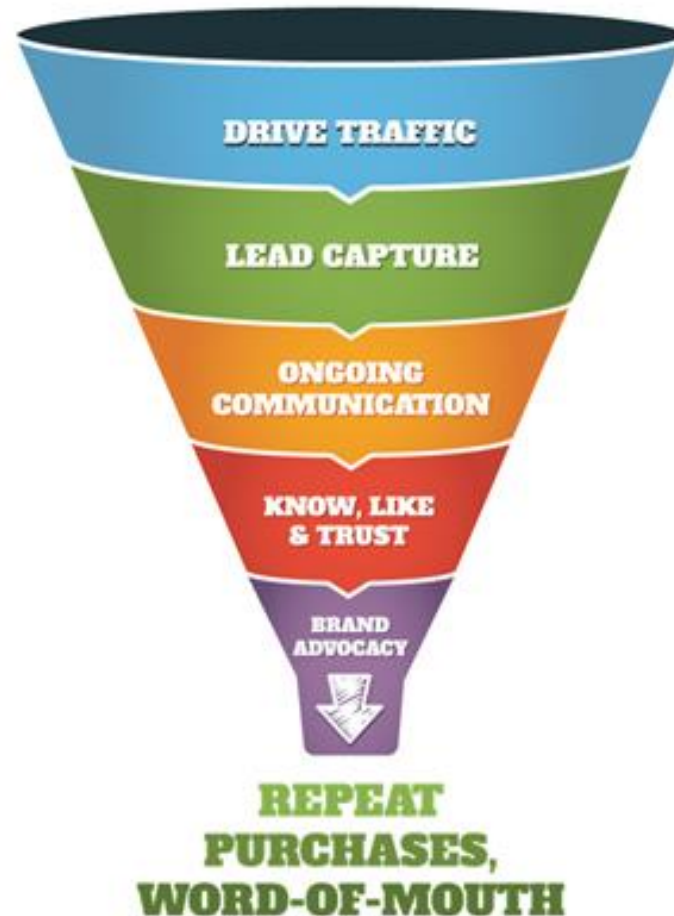 DRIVE TRAFFIC
LEAD CAPTURE
ONGOING
COMMUNICATION
KNOW, LIKE
& TRUST
BRAND
ADVOCACY
REPEAT
PURCHASES,
WORD-OF-MOUTH